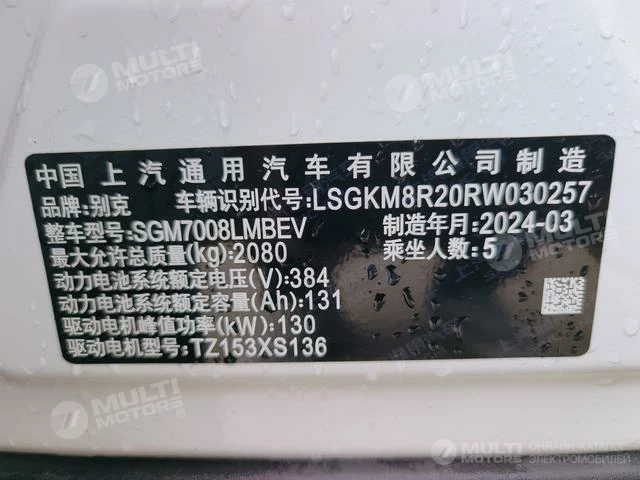 MULTI MOTORS
MULTI MOTORS
中国 上汽通用汽车有限公司制造
品牌:别克 车辆识别代号:LSGKM8R20RW030257
整车型号:SGM7008LMBEV 制造年月:2024-03
最大允许总质量(kg):2080 乘坐人数:5
动力电池系统额定电压(V):384
动力电池系统额定容量(Ah):131
驱动电机峰值功率(kW):130
驱动电机型号:TZ153XS136
MULTI MOTORS
MULTI MOTORS
ОНЛАЙН-КАТАЛОГ
ЭЛЕКТРОМОБИЛЕЙ